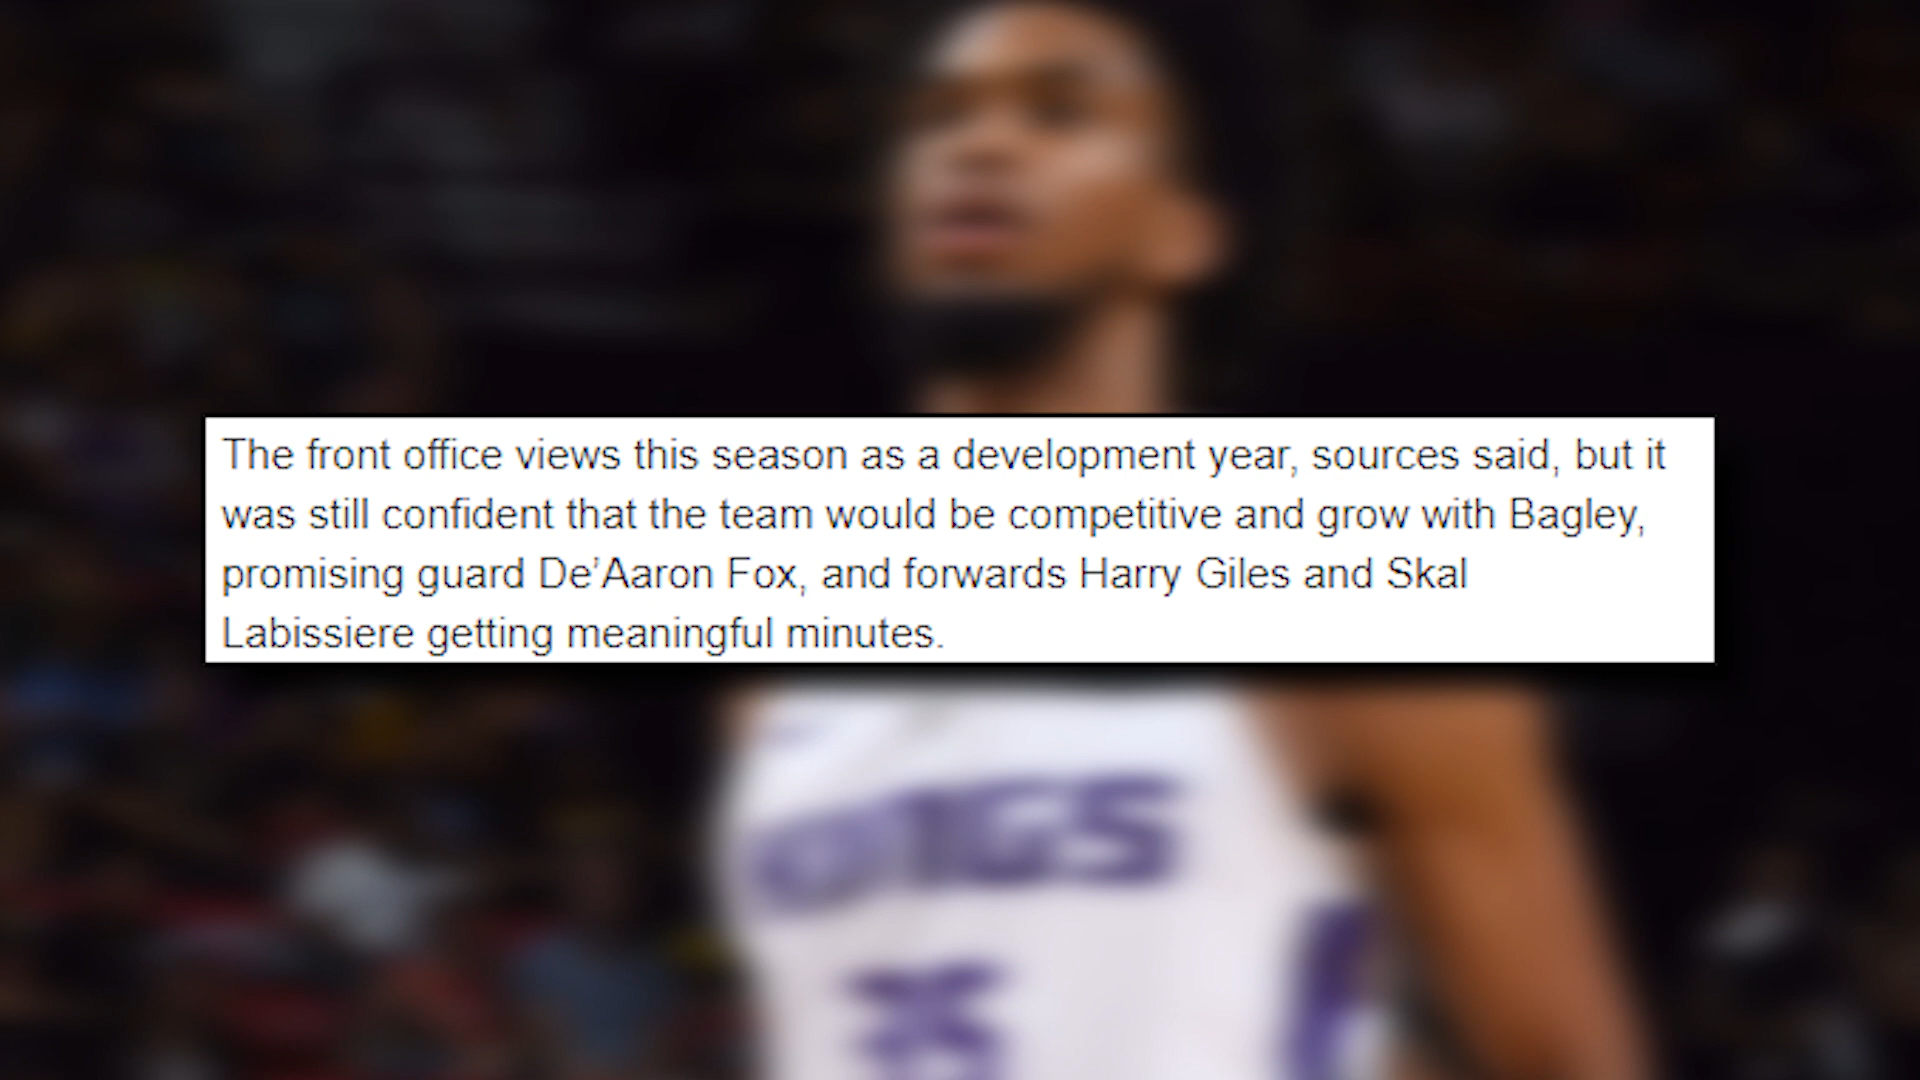 The front office views this season as a development year, sources said, but it
was still confident that the team would be competitive and grow with Bagley,
promising guard De’Aaron Fox, and forwards Harry Giles and Skal
Labissiere getting meaningful minutes.
KINGS